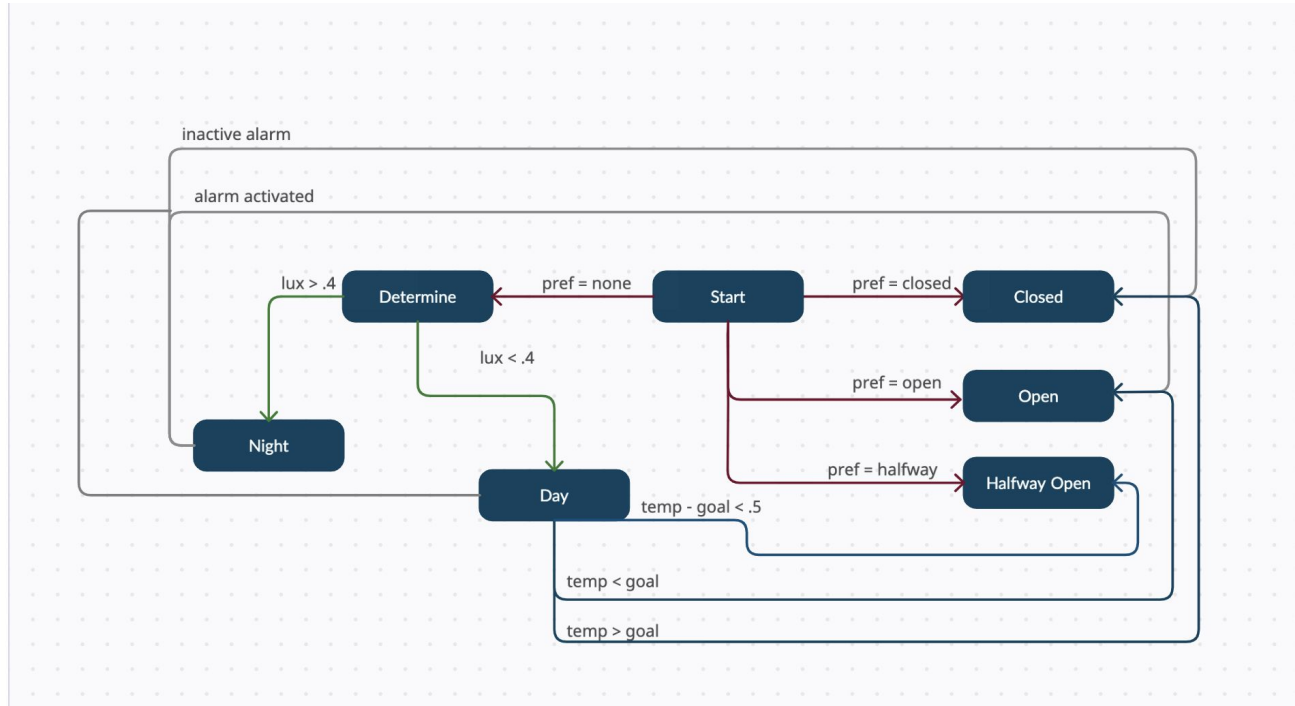 inactive alarm
alarm activated
lux > .4
Determine
pref = none
Start
pref = closed
Closed
lux < .4
pref = open
Open
Night
pref = halfway
Halfway Open
Day
temp - goal < .5
temp < goal
temp > goal